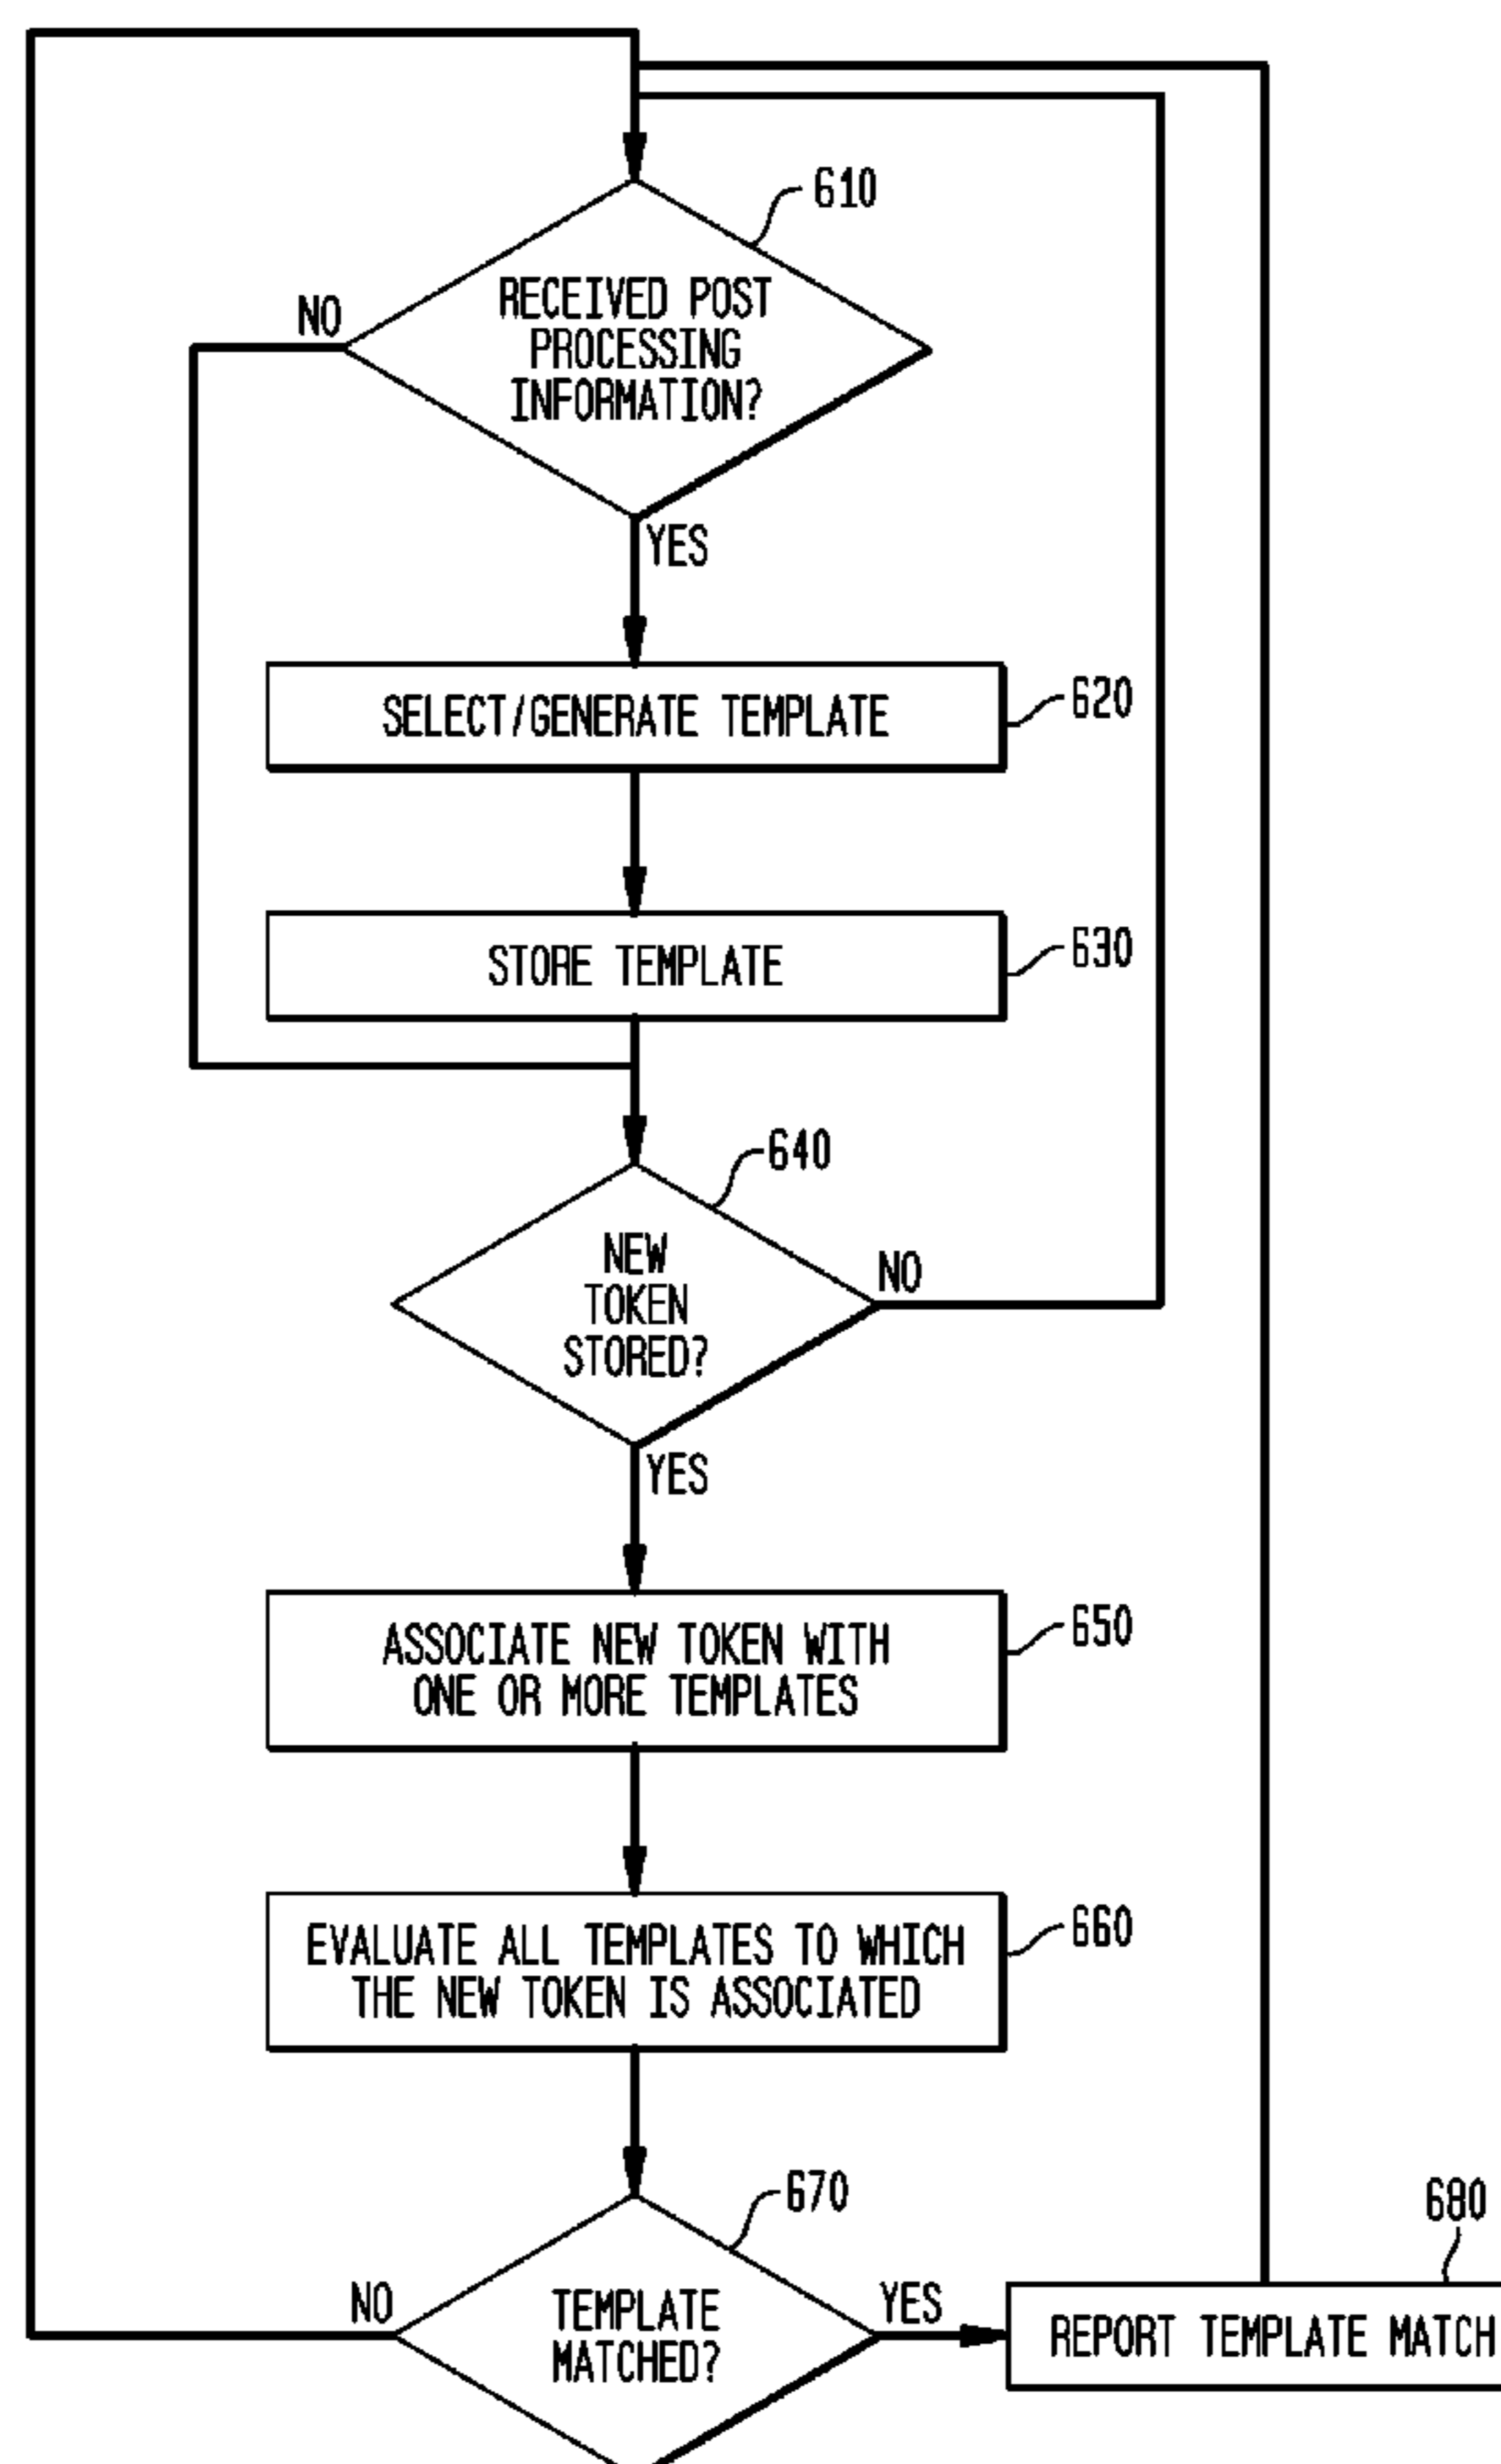 610
NO
RECEIVED POST
PROCESSING
INFORMATION?
YES
SELECT/GENERATE TEMPLATE
620
STORE TEMPLATE
630
640
NEW
TOKEN
STORED?
NO
YES
ASSOCIATE NEW TOKEN WITH
ONE OR MORE TEMPLATES
650
EVALUATE ALL TEMPLATES TO WHICH
THE NEW TOKEN IS ASSOCIATED
660
670
680
NO
TEMPLATE
MATCHED?
YES
REPORT TEMPLATE MATCH